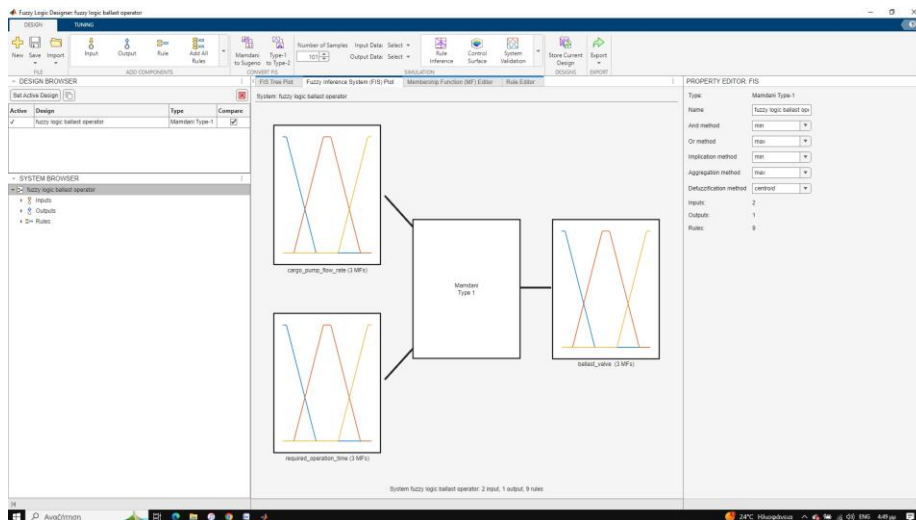 Fuzzy Logic Designer: fuzzy logic ballast operator
DESIGN TUNING
New Save Import Input Output Rule Add All Rules Mamdani to Sugeno Type-1 to Type-2 Number of Samples 101 Input Data: Select Output Data: Select Rule Inference Control Surface System Validation Store Current Design Export
FILE ADD COMPONENTS CONVERT FIS SIMULATION DESIGNS EXPORT
DESIGN BROWSER
Set Active Design
Active Design Type Compare
fuzzy logic ballast operator Mamdani Type-1
SYSTEM BROWSER
fuzzy logic ballast operator
Inputs
Outputs
Rules
FIS Tree Plot Fuzzy Inference System (FIS) Plot Membership Function (MF) Editor Rule Editor
System: fuzzy logic ballast operator
cargo_pump_flow_rate (3 MFs)
Mamdani
Type 1
ballast_valve (3 MFs)
required_operation_time (3 MFs)
System fuzzy logic ballast operator: 2 input, 1 output, 9 rules
PROPERTY EDITOR: FIS
Type: Mamdani Type-1
Name fuzzy logic ballast ope
And method min
Or method max
Implication method min
Aggregation method max
Defuzzification method centroid
Inputs: 2
Outputs: 1
Rules: 9
Αναζήτηση
24°C Ηλιοφάνεια ENG 4:49 μμ